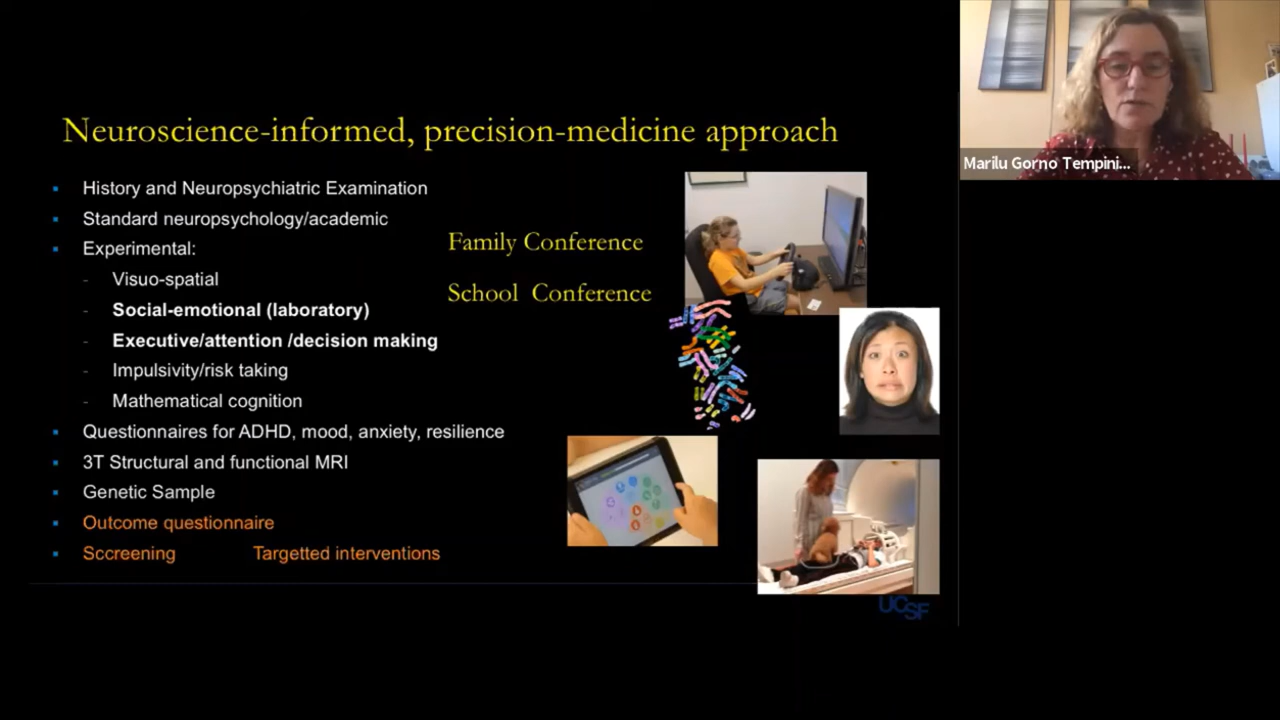 Neuroscience-informed, precision-medicine approach
History and Neuropsychiatric Examination
Standard neuropsychology/academic
Experimental:
Visuo-spatial
Social-emotional (laboratory)
Executive/attention /decision making
Impulsivity/risk taking
Mathematical cognition
Questionnaires for ADHD, mood, anxiety, resilience
3T Structural and functional MRI
Genetic Sample
Outcome questionnaire
Sccreening Targetted interventions
Family Conference
School Conference
UCSF
Marilu Gorno Tempini...